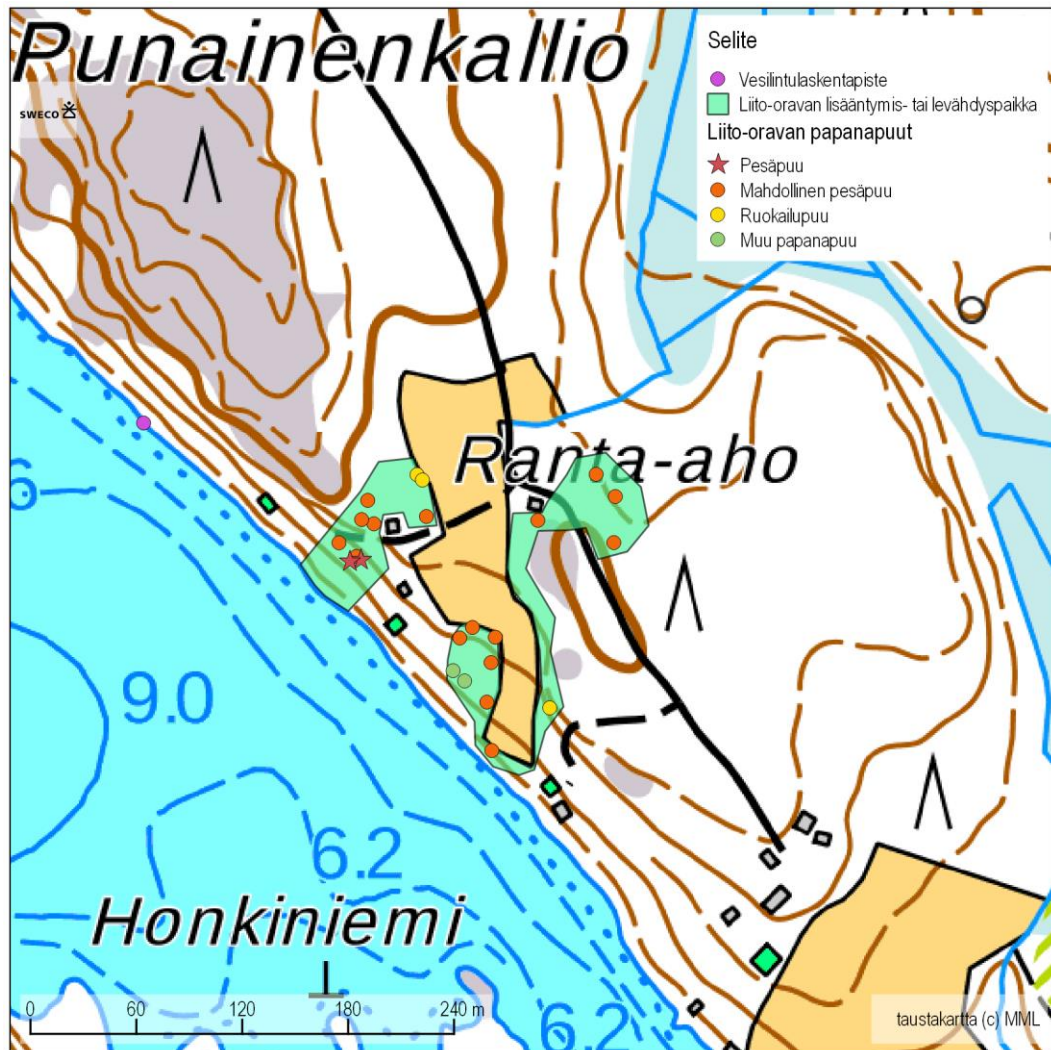 Punainenkallio
SWECO
Selite
Vesilintulaskentapiste
Liito-oravan lisääntymis- tai levähdyspaikka
Liito-oravan papanapuut
Pesäpuu
Mahdollinen pesäpuu
Ruokailupuu
Muu papanapuu
Ranta-aho
6
9.0
6.2
Honkiniemi
6.2
0 60 120 180 240 m
taustakartta (c) MML